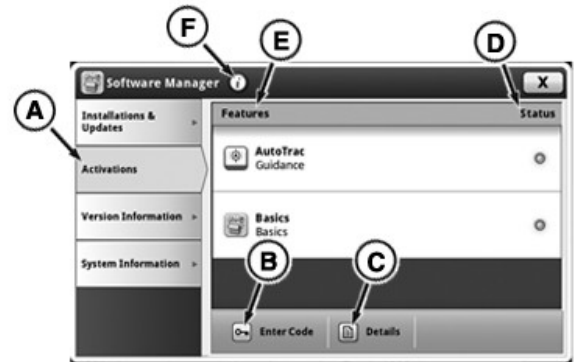 F
E
D
Software Manager i
X
A
Installations &
Updates
Features
Status
AutoTrac
Guidance
Activations
Version Information
Basics
Basics
System Information
B
C
Enter Code
Details